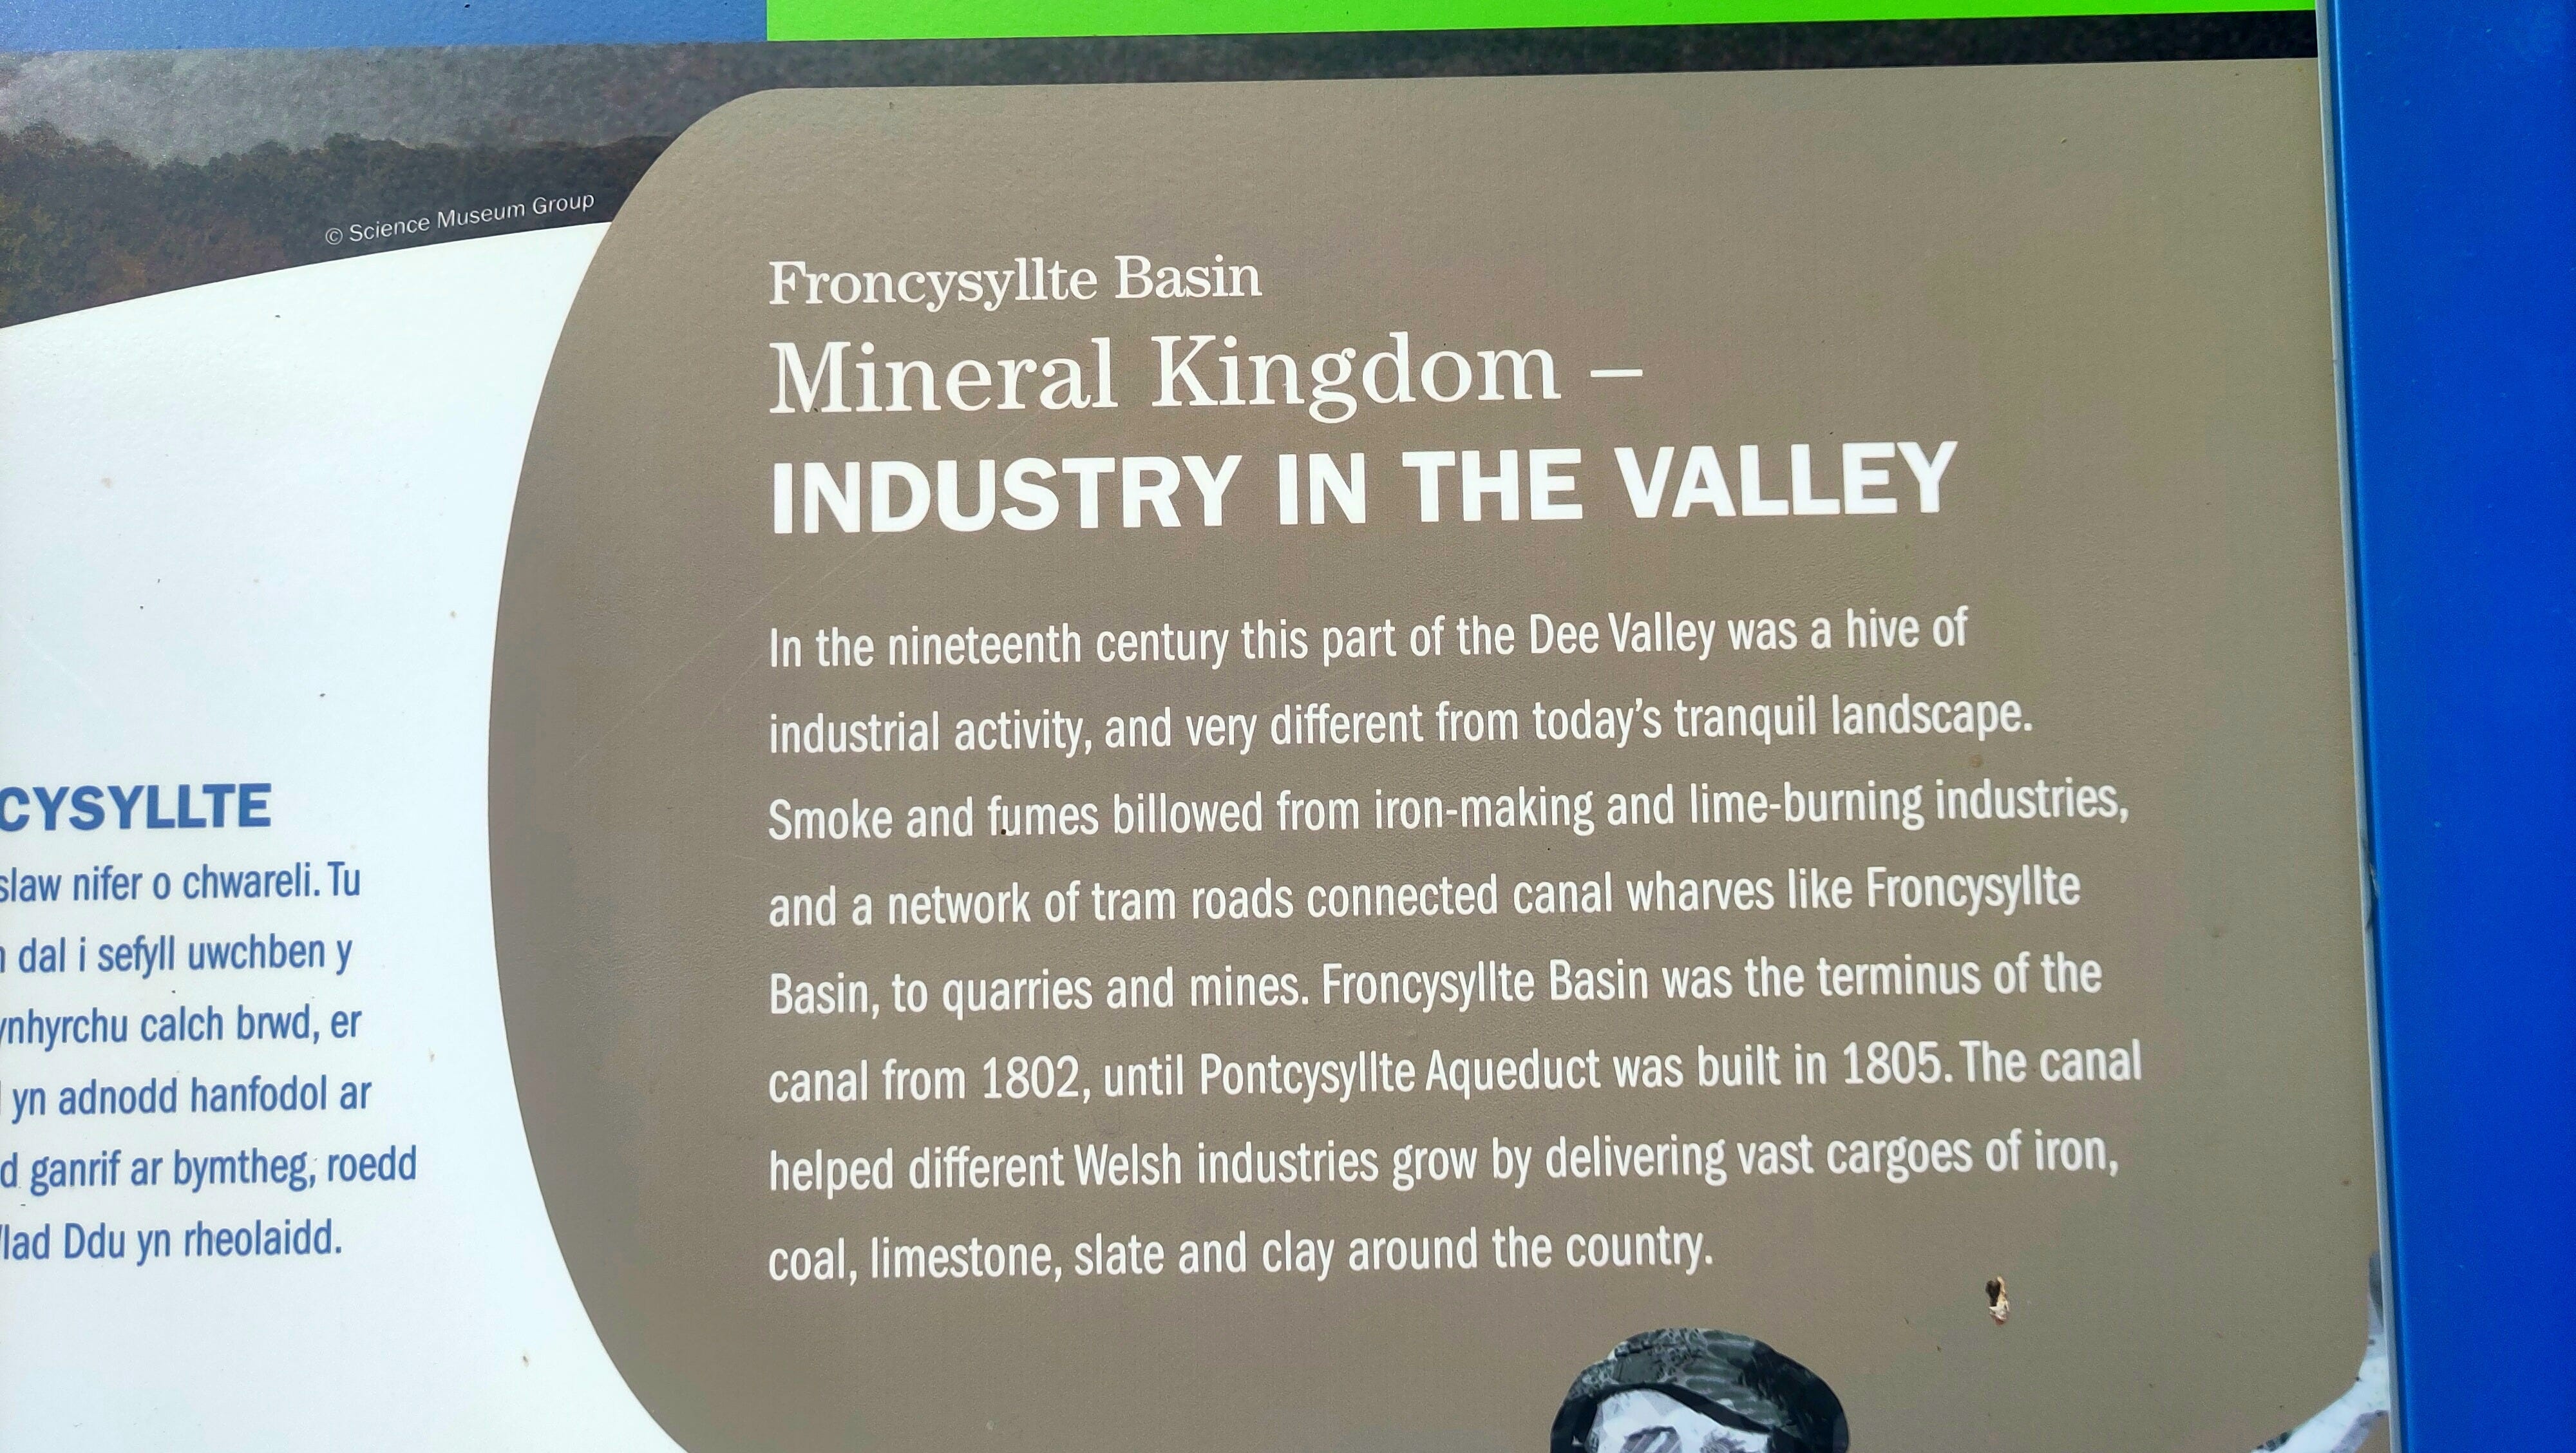 © Science Museum Group
Froncysyllte Basin
Mineral Kingdom –
INDUSTRY IN THE VALLEY
In the nineteenth century this part of the Dee Valley was a hive of
industrial activity, and very different from today's tranquil landscape.
Smoke and fumes billowed from iron-making and lime-burning industries,
and a network of tram roads connected canal wharves like Froncysyllte
Basin, to quarries and mines. Froncysyllte Basin was the terminus of the
canal from 1802, until Pontcysyllte Aqueduct was built in 1805. The canal
helped different Welsh industries grow by delivering vast cargoes of iron,
coal, limestone, slate and clay around the country.
CYSYLLTE
slaw nifer o chwareli. Tu
dal i sefyll uwchben y
ynhyrchu calch brwd, er
yn adnodd hanfodol ar
d ganrif ar bymtheg, roedd
lad Ddu yn rheolaidd.